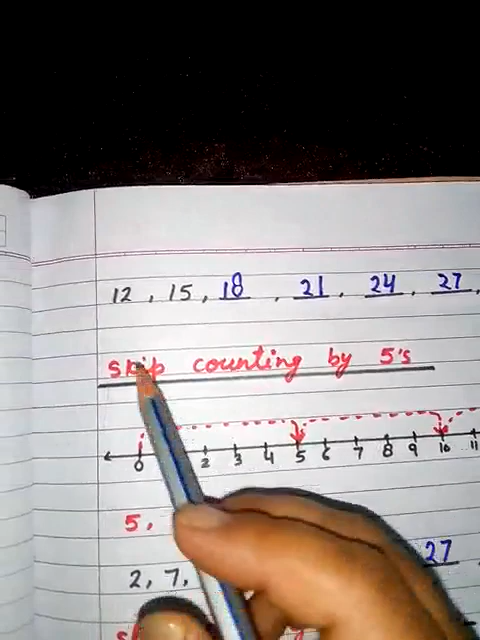 12, 15, 18, 21, 24, 27,
skip counting by 5's
0 2 3 4 5 6 7 8 9 10 11
5,
27
2, 7,